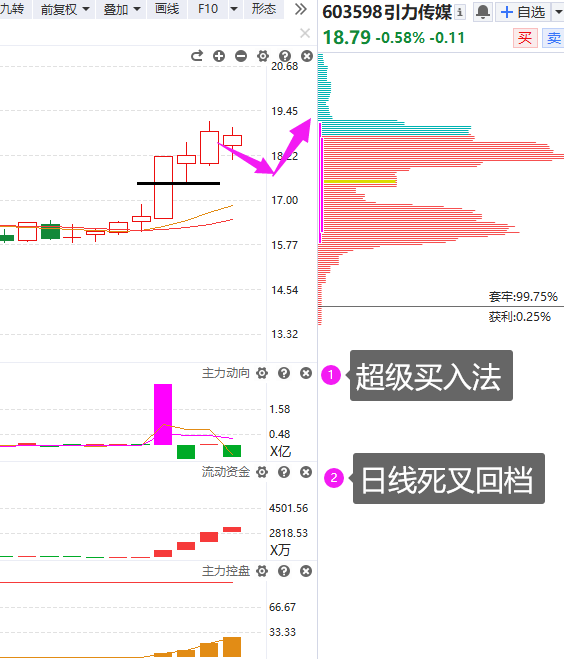 九转 前复权 叠加 画线 F10 形态
603598引力传媒 自选
18.79 -0.58% -0.11 买 卖
20.68
19.45
18.22
17.00
15.77
14.54
13.32
套牢:99.75%
获利:0.25%
主力动向
1 超级买入法
1.58
0.48
X亿
流动资金
2 日线死叉回档
4501.56
2818.53
X万
主力控盘
66.67
33.33